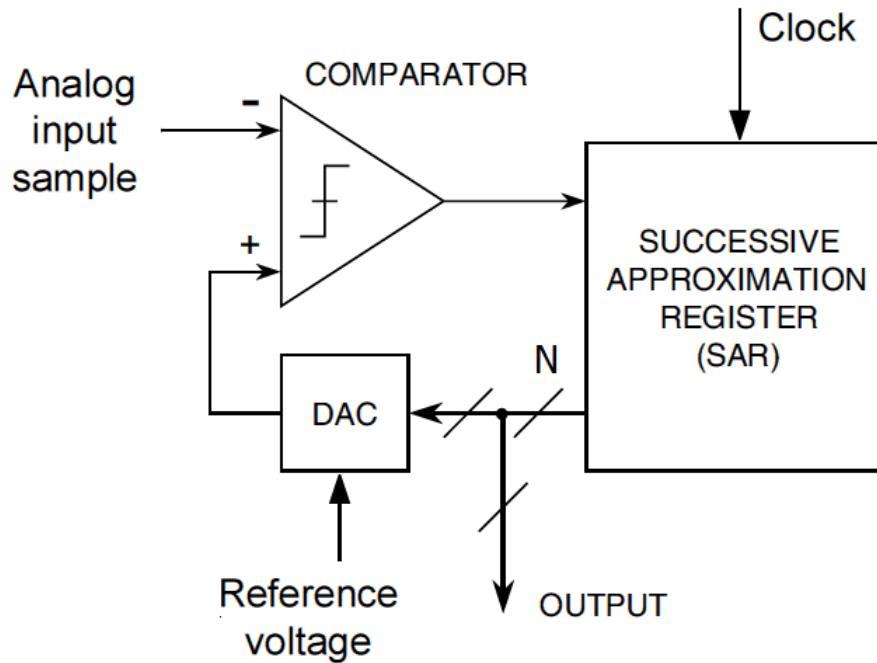 Clock
COMPARATOR
Analog
input
sample
-
+
SUCCESSIVE
APPROXIMATION
REGISTER
(SAR)
N
DAC
Reference
voltage
OUTPUT